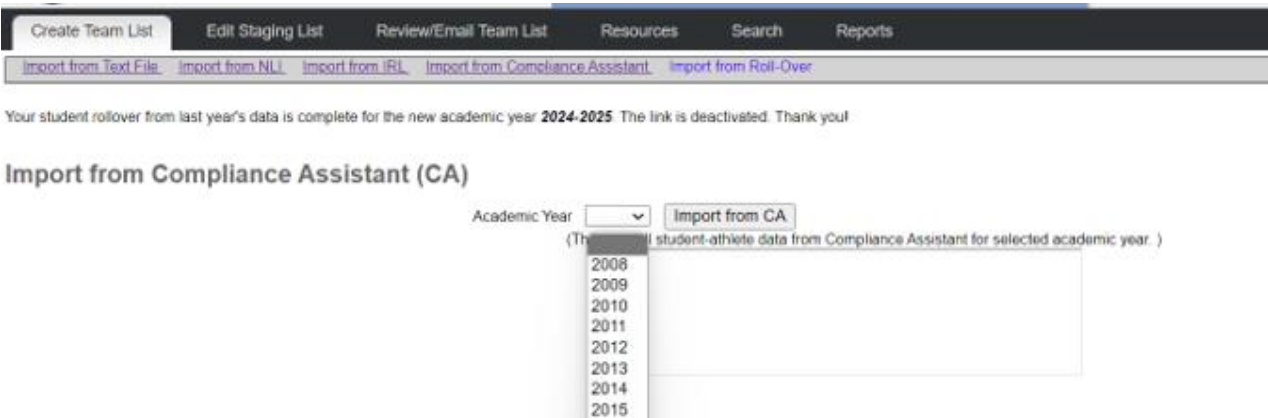 Create Team List Edit Staging List Review/Email Team List Resources Search Reports
Import from Text File Import from NLI Import from IRL Import from Compliance Assistant Import from Roll-Over
Your student rollover from last year's data is complete for the new academic year 2024-2025. The link is deactivated. Thank you!
Import from Compliance Assistant (CA)
Academic Year Import from CA
student-athlete data from Compliance Assistant for selected academic year. )
2008
2009
2010
2011
2012
2013
2014
2015